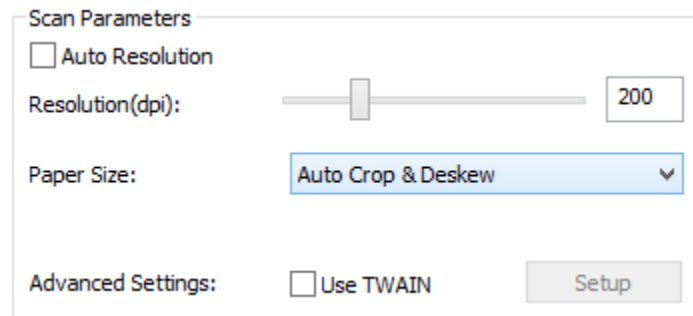 Scan Parameters
Auto Resolution
Resolution(dpi): 200
Paper Size: Auto Crop & Deskew
Advanced Settings: Use TWAIN Setup